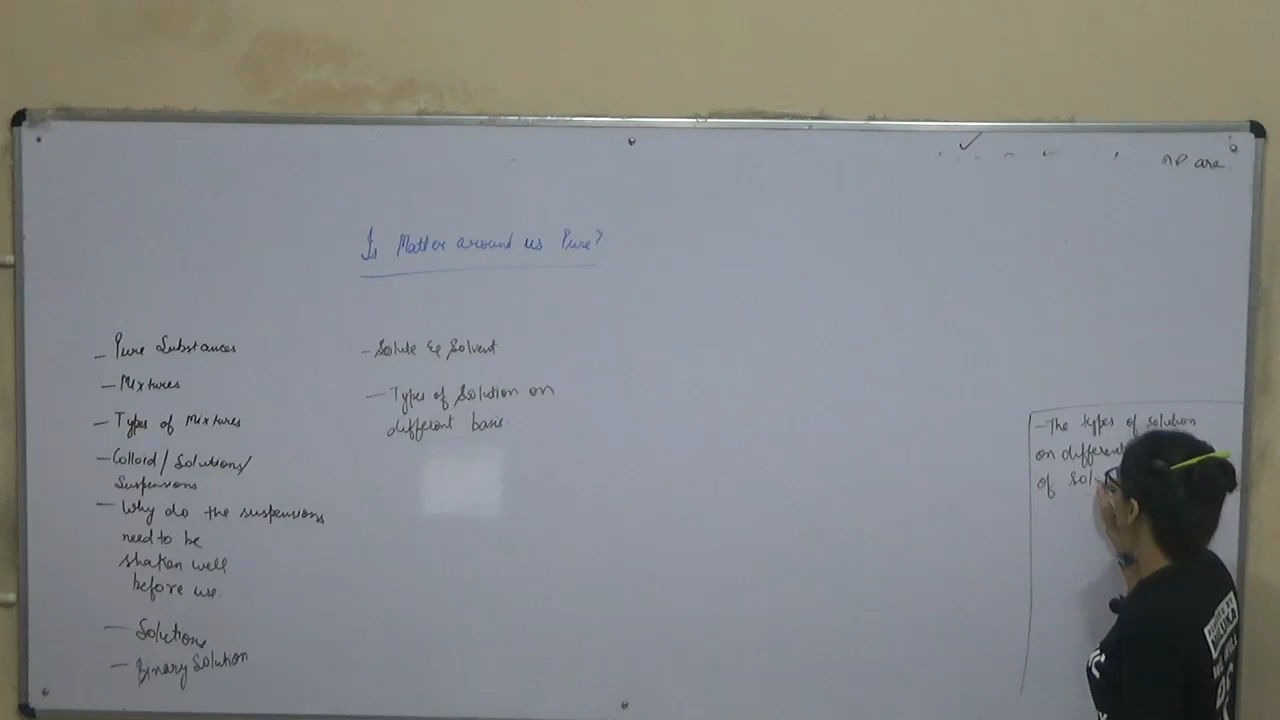 are
Is Matter around us Pure?
- Pure Substances
- Mixtures
- Types of Mixtures
- Colloid / Solutions /
Suspensions
- Why do the suspensions
need to be
shaken well
before use.
- Solutions
- Binary Solution
- Solute & Solvent
- Types of Solution on
different basis.
- The types of solution
on different
of Sol